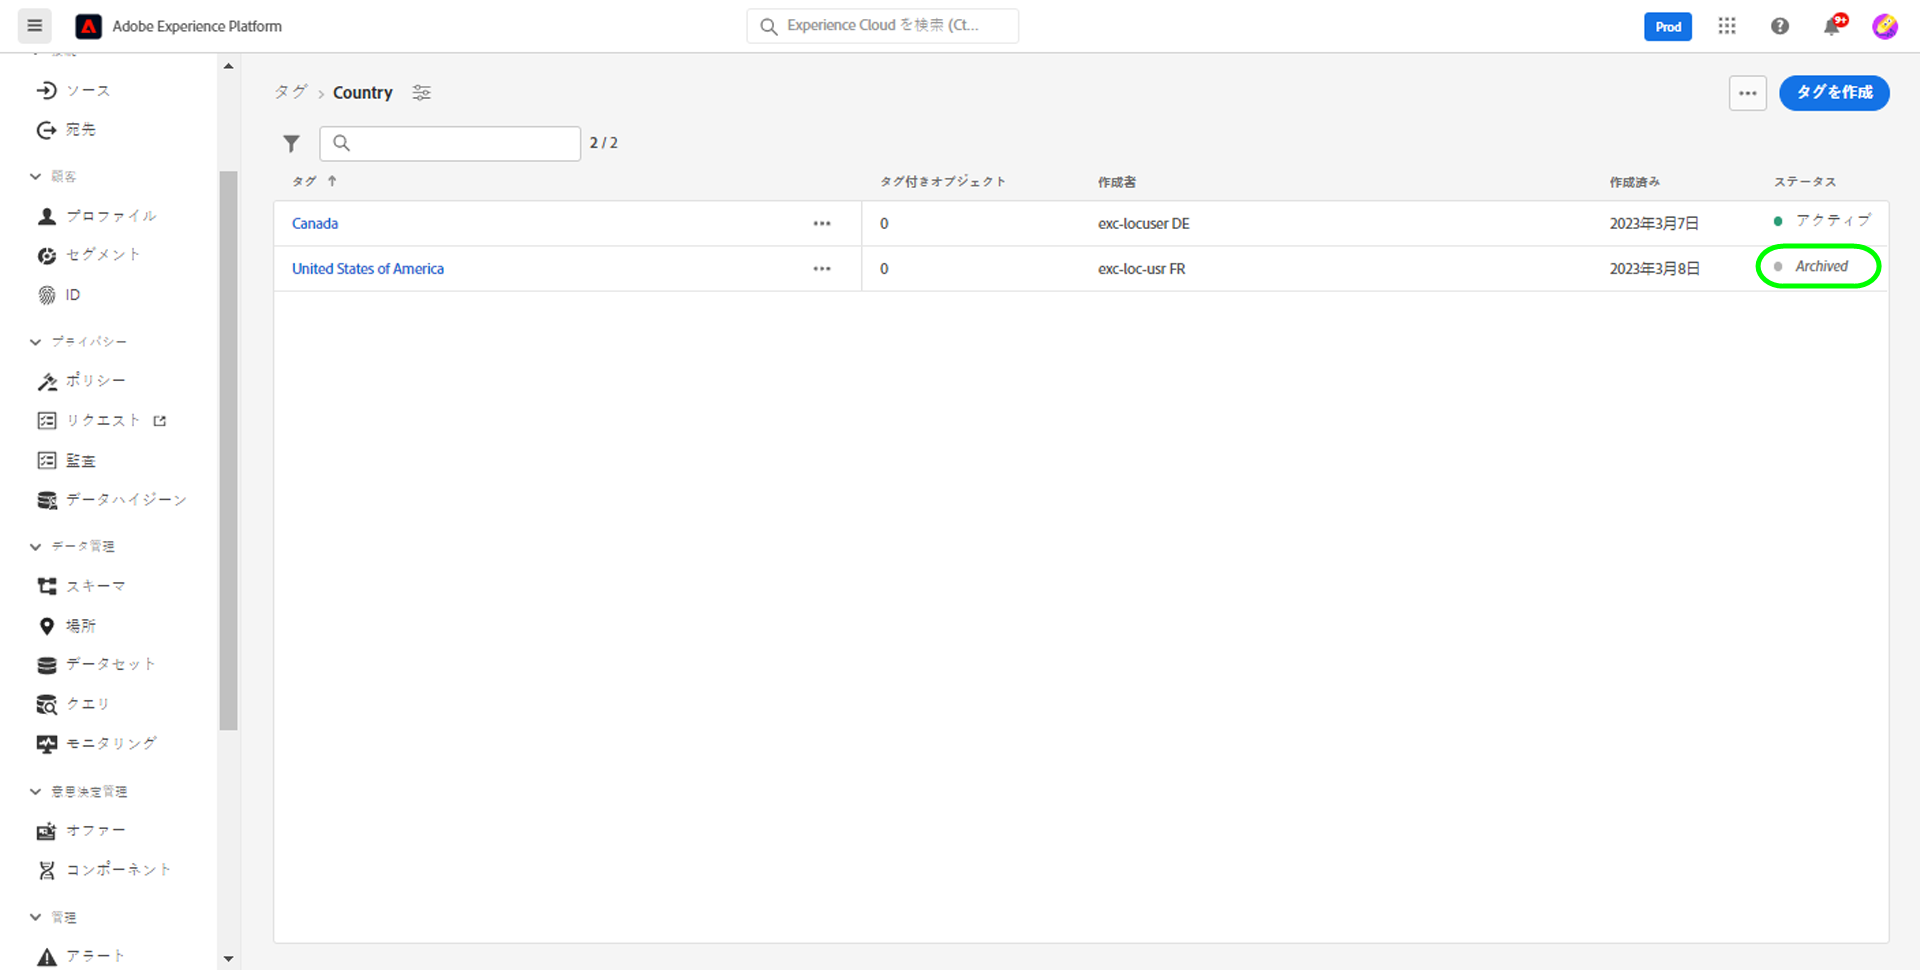 Adobe Experience Platform
Experience Cloud を検索 (Ct...
Prod
9+
ソース
宛先
顧客
プロファイル
セグメント
ID
プライバシー
ポリシー
リクエスト
監査
データハイジーン
データ管理
スキーマ
場所
データセット
クエリ
モニタリング
意思決定管理
オファー
コンポーネント
管理
アラート
タグ > Country
タグを作成
2 / 2
タグ ↑ タグ付きオブジェクト 作成者 作成済み ステータス
Canada 0 exc-locuser DE 2023年3月7日 アクティブ
United States of America 0 exc-loc-usr FR 2023年3月8日 Archived